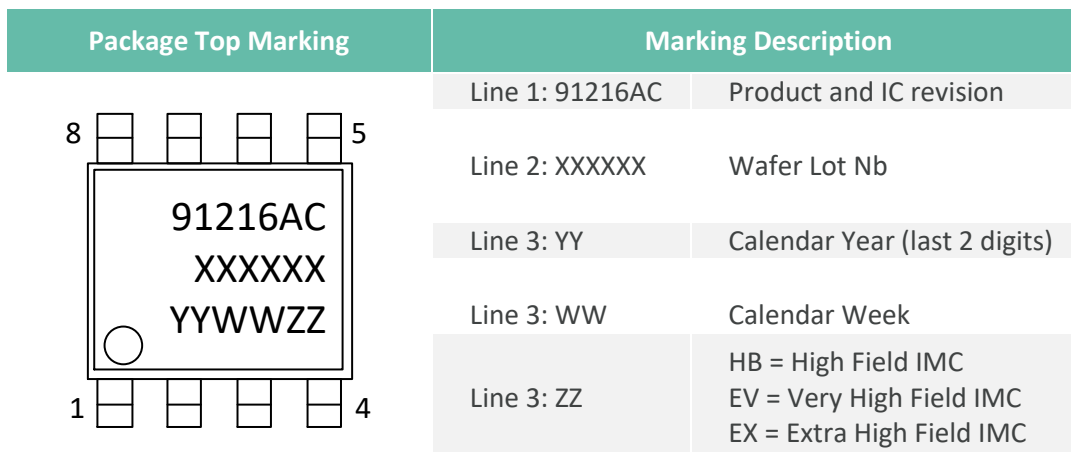 Package Top Marking
Marking Description
8
5
91216AC
XXXXXX
YYWWZZ
1
4
Line 1: 91216AC Product and IC revision
Line 2: XXXXXX Wafer Lot Nb
Line 3: YY Calendar Year (last 2 digits)
Line 3: WW Calendar Week
Line 3: ZZ
HB = High Field IMC
EV = Very High Field IMC
EX = Extra High Field IMC